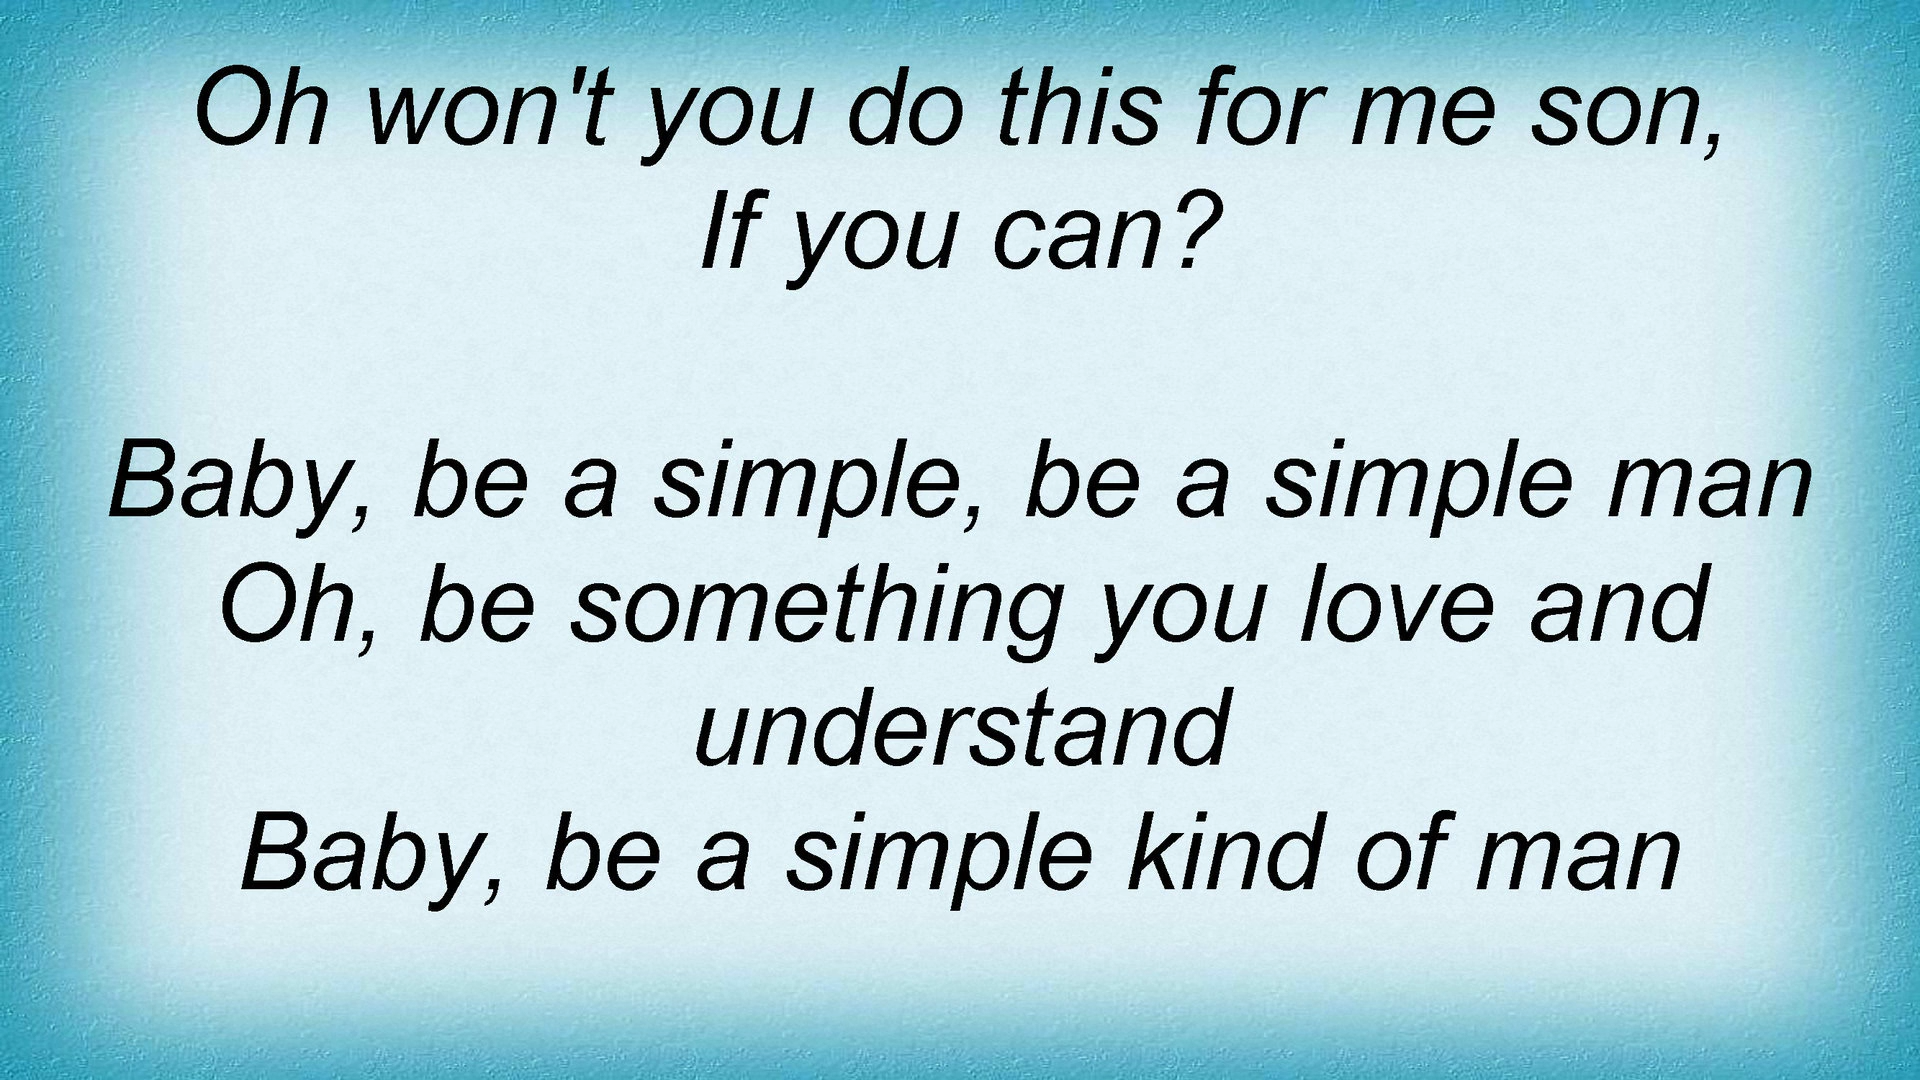 Oh won't you do this for me son,
If you can?
Baby, be a simple, be a simple man
Oh, be something you love and
understand
Baby, be a simple kind of man